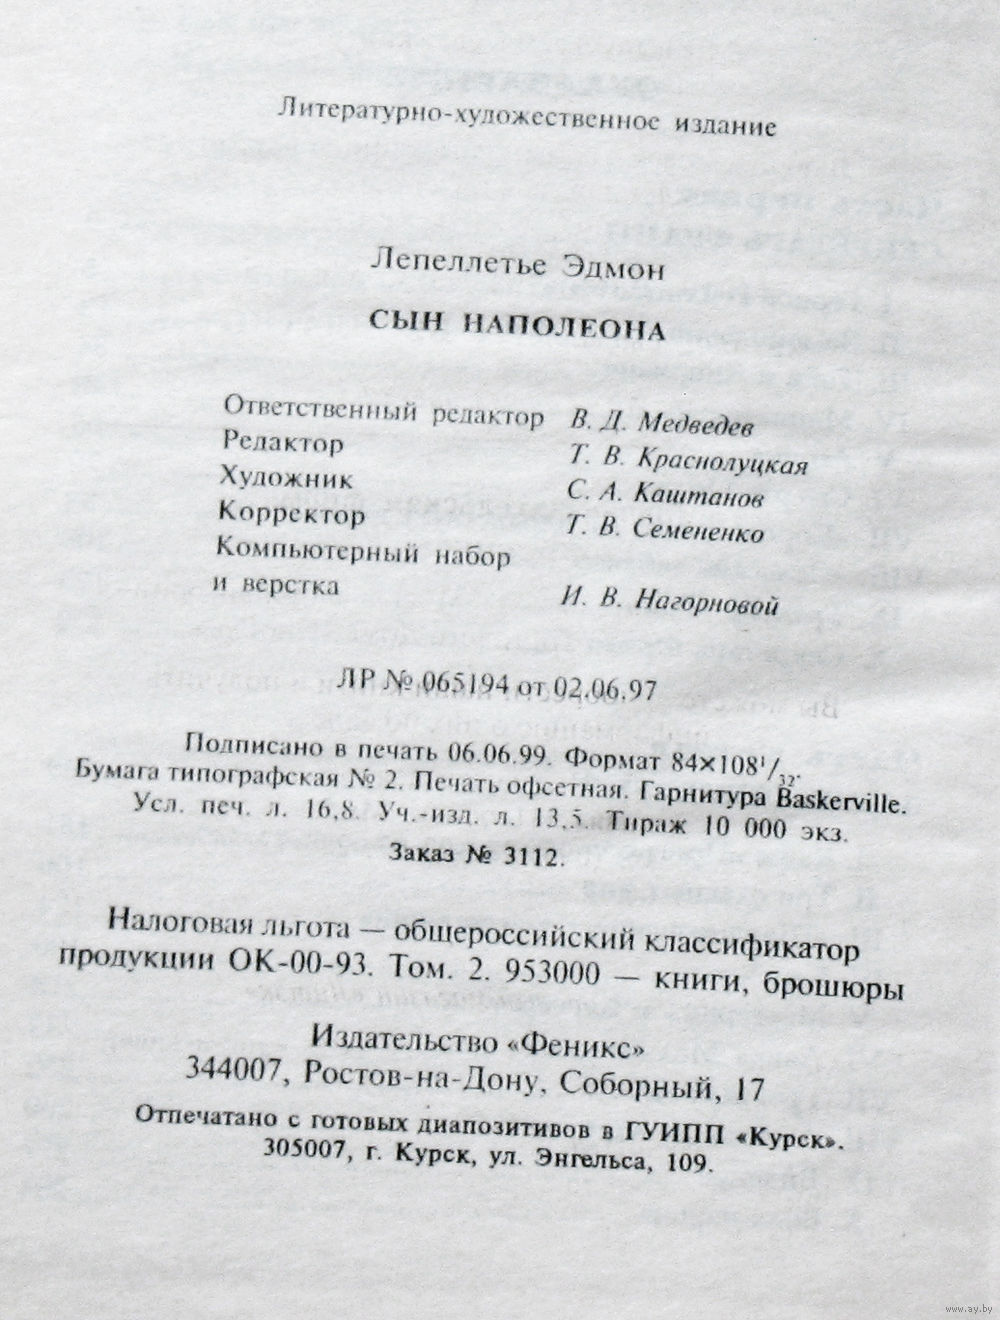 Литературно-художественное издание
Лепеллетье Эдмон
СЫН НАПОЛЕОНА
Ответственный редактор В. Д. Медведев
Редактор Т. В. Краснолуцкая
Художник С. А. Каштанов
Корректор Т. В. Семененко
Компьютерный набор
и верстка И. В. Нагорновой
ЛР № 065194 от 02.06.97
Подписано в печать 06.06.99. Формат 84×108¹/₃₂.
Бумага типографская № 2. Печать офсетная. Гарнитура Baskerville.
Усл. печ. л. 16,8. Уч.-изд. л. 13,5. Тираж 10 000 экз.
Заказ № 3112.
Налоговая льгота — общероссийский классификатор
продукции ОК-00-93. Том. 2. 953000 — книги, брошюры
Издательство «Феникс»
344007, Ростов-на-Дону, Соборный, 17
Отпечатано с готовых диапозитивов в ГУИПП «Курск».
305007, г. Курск, ул. Энгельса, 109.
www.ay.by